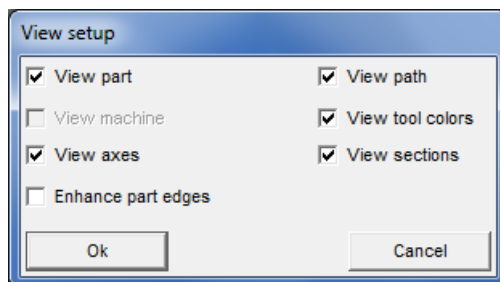 View setup
View part
View path
View machine
View tool colors
View axes
View sections
Enhance part edges
Ok
Cancel